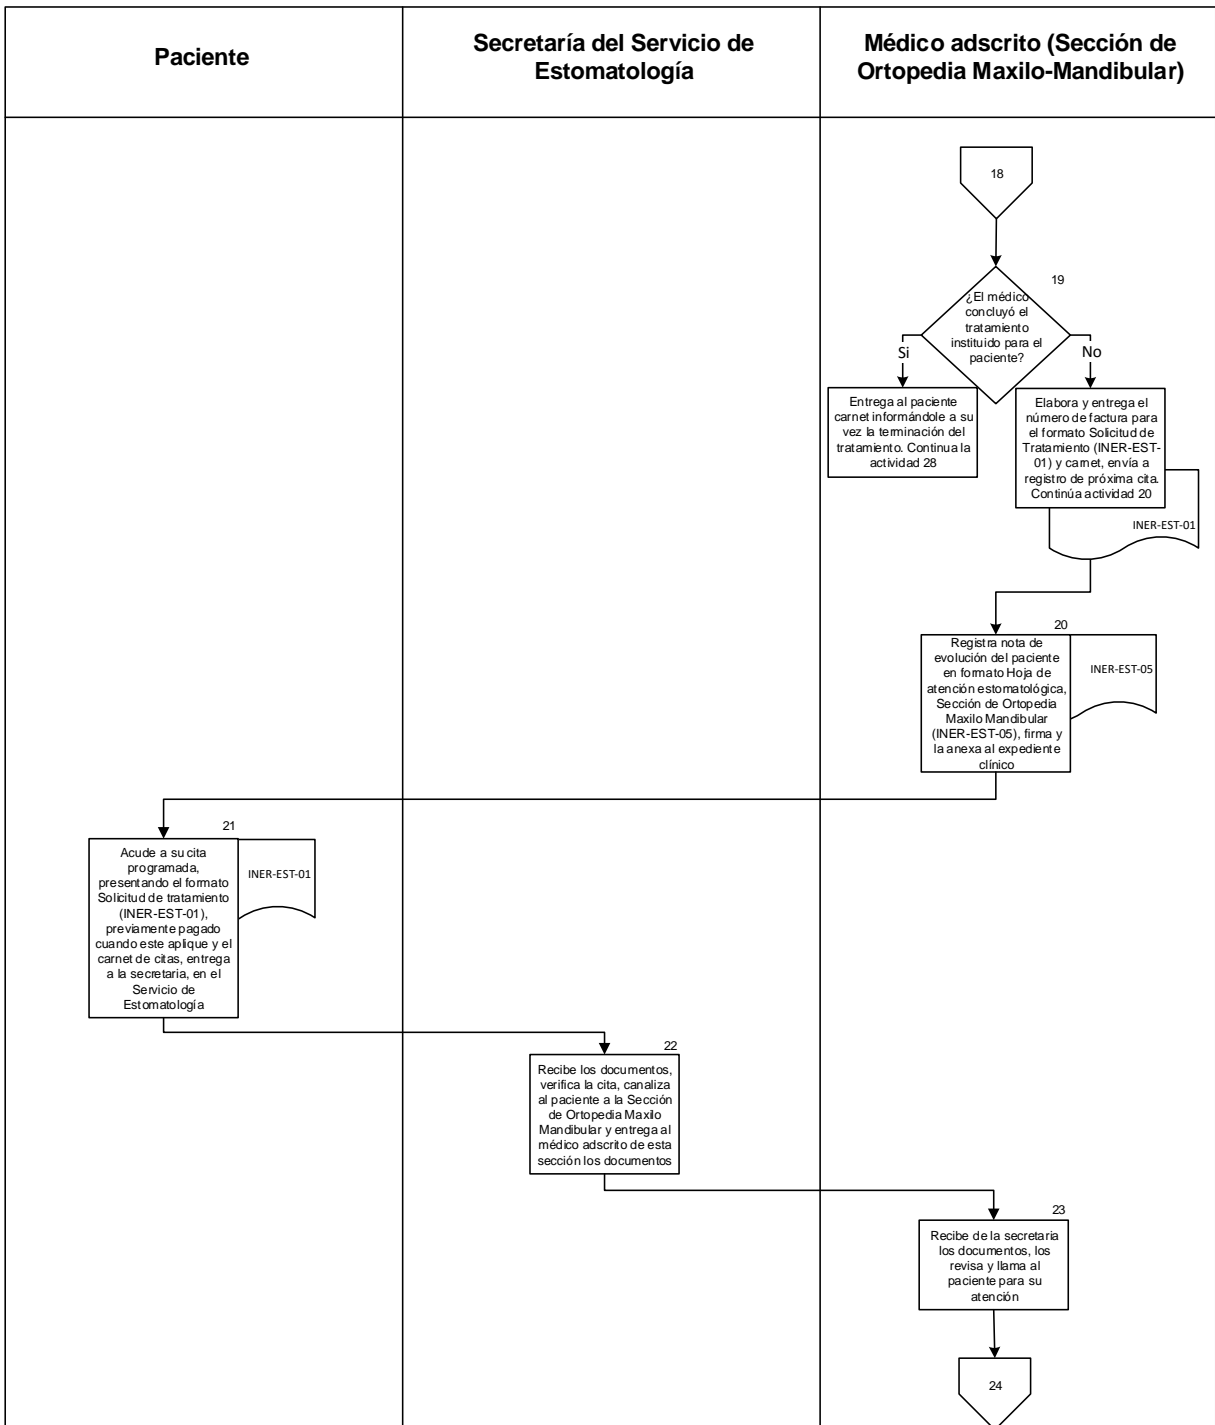 Paciente
Secretaría del Servicio de
Estomatología
Médico adscrito (Sección de
Ortopedia Maxilo-Mandibular)
18
19
¿El médico
concluyó el
tratamiento
instituido para el
paciente?
Si
No
Entrega al paciente
carnet informándole a su
vez la terminación del
tratamiento. Continua la
actividad 28
Elabora y entrega el
número de factura para
el formato Solicitud de
Tratamiento (INER-EST-
01) y carnet, envía a
registro de próxima cita.
Continúa actividad 20
INER-EST-01
20
Registra nota de
evolución del paciente
en formato Hoja de
atención estomatológica,
Sección de Ortopedia
Maxilo Mandibular
(INER-EST-05), firma y
la anexa al expediente
clínico
INER-EST-05
21
Acude a su cita
programada,
presentando el formato
Solicitud de tratamiento
(INER-EST-01),
previamente pagado
cuando este aplique y el
carnet de citas, entrega
a la secretaria, en el
Servicio de
Estomatología
INER-EST-01
22
Recibe los documentos,
verifica la cita, canaliza
al paciente a la Sección
de Ortopedia Maxilo
Mandibular y entrega al
médico adscrito de esta
sección los documentos
23
Recibe de la secretaria
los documentos, los
revisa y llama al
paciente para su
atención
24